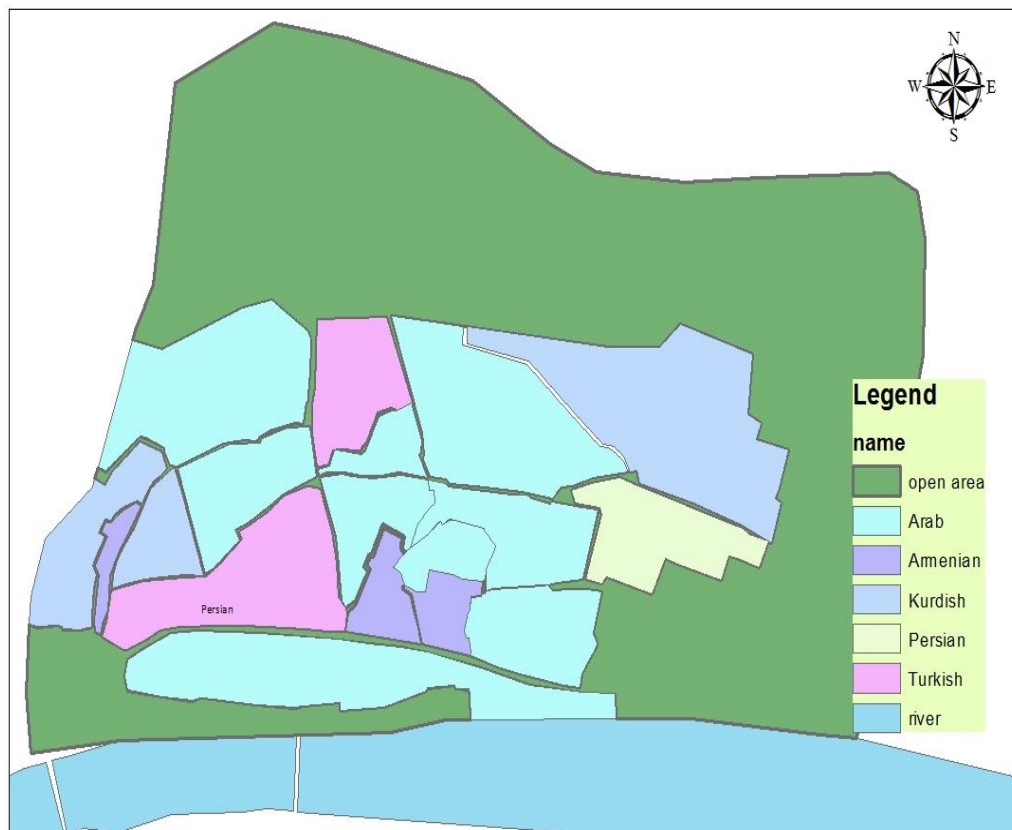 N
W E
S
Legend
name
open area
Arab
Armenian
Kurdish
Persian
Turkish
river
Persian